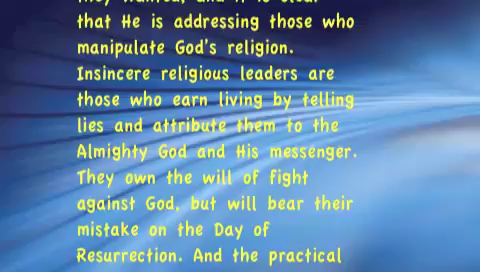 that He is addressing those who
manipulate God's religion.
Insincere religious leaders are
those who earn living by telling
lies and attribute them to the
Almighty God and His messenger.
They own the will of fight
against God, but will bear their
mistake on the Day of
Resurrection. And the practical